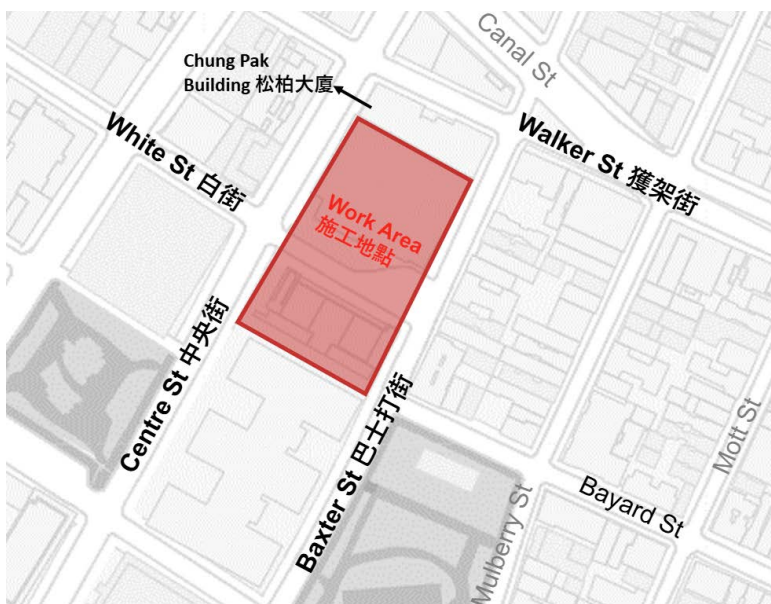 Canal St
Chung Pak
Building 松柏大廈
White St 白街
Walker St 獲架街
Work Area
施工地點
Centre St 中央街
Baxter St 巴士打街
Mott St
Bayard St
Mulberry St